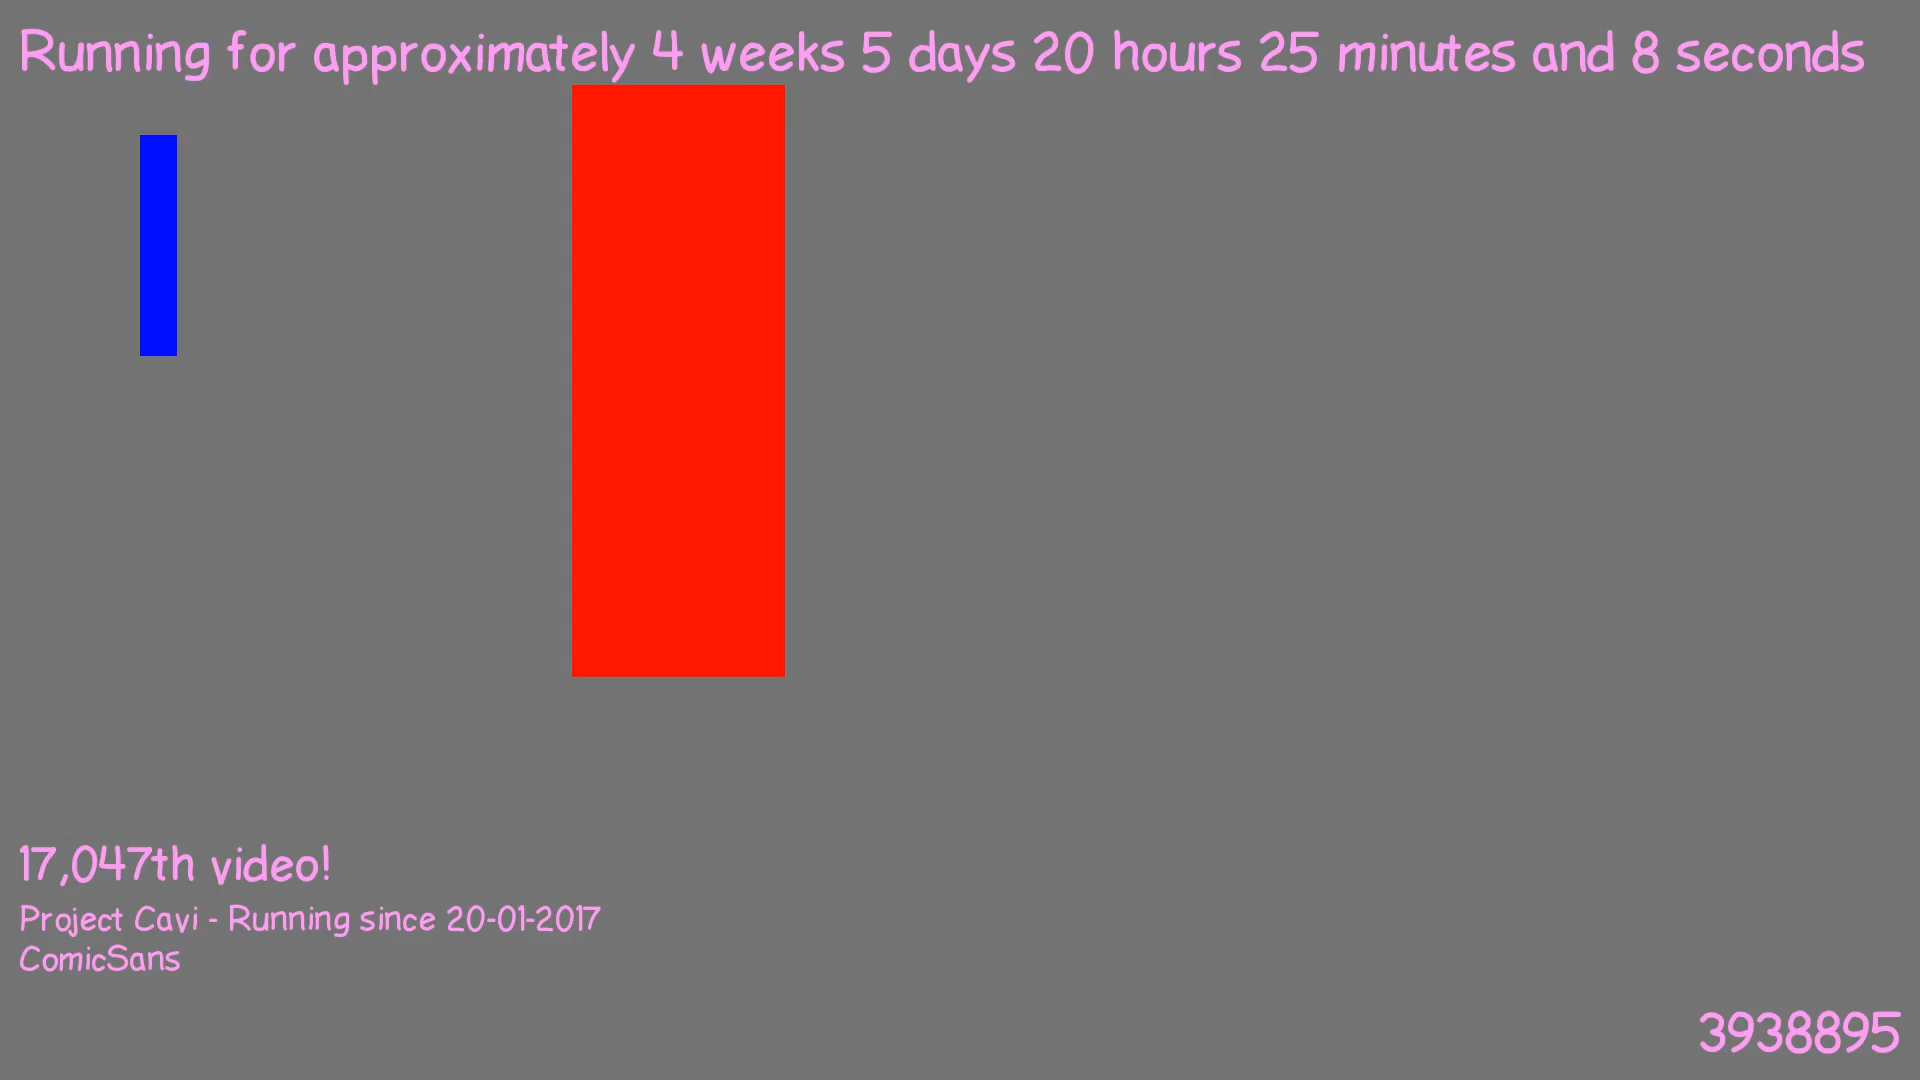 Running for approximately 4 weeks 5 days 20 hours 25 minutes and 8 seconds
17,047th video!
Project Cavi - Running since 20-01-2017
ComicSans
3938895